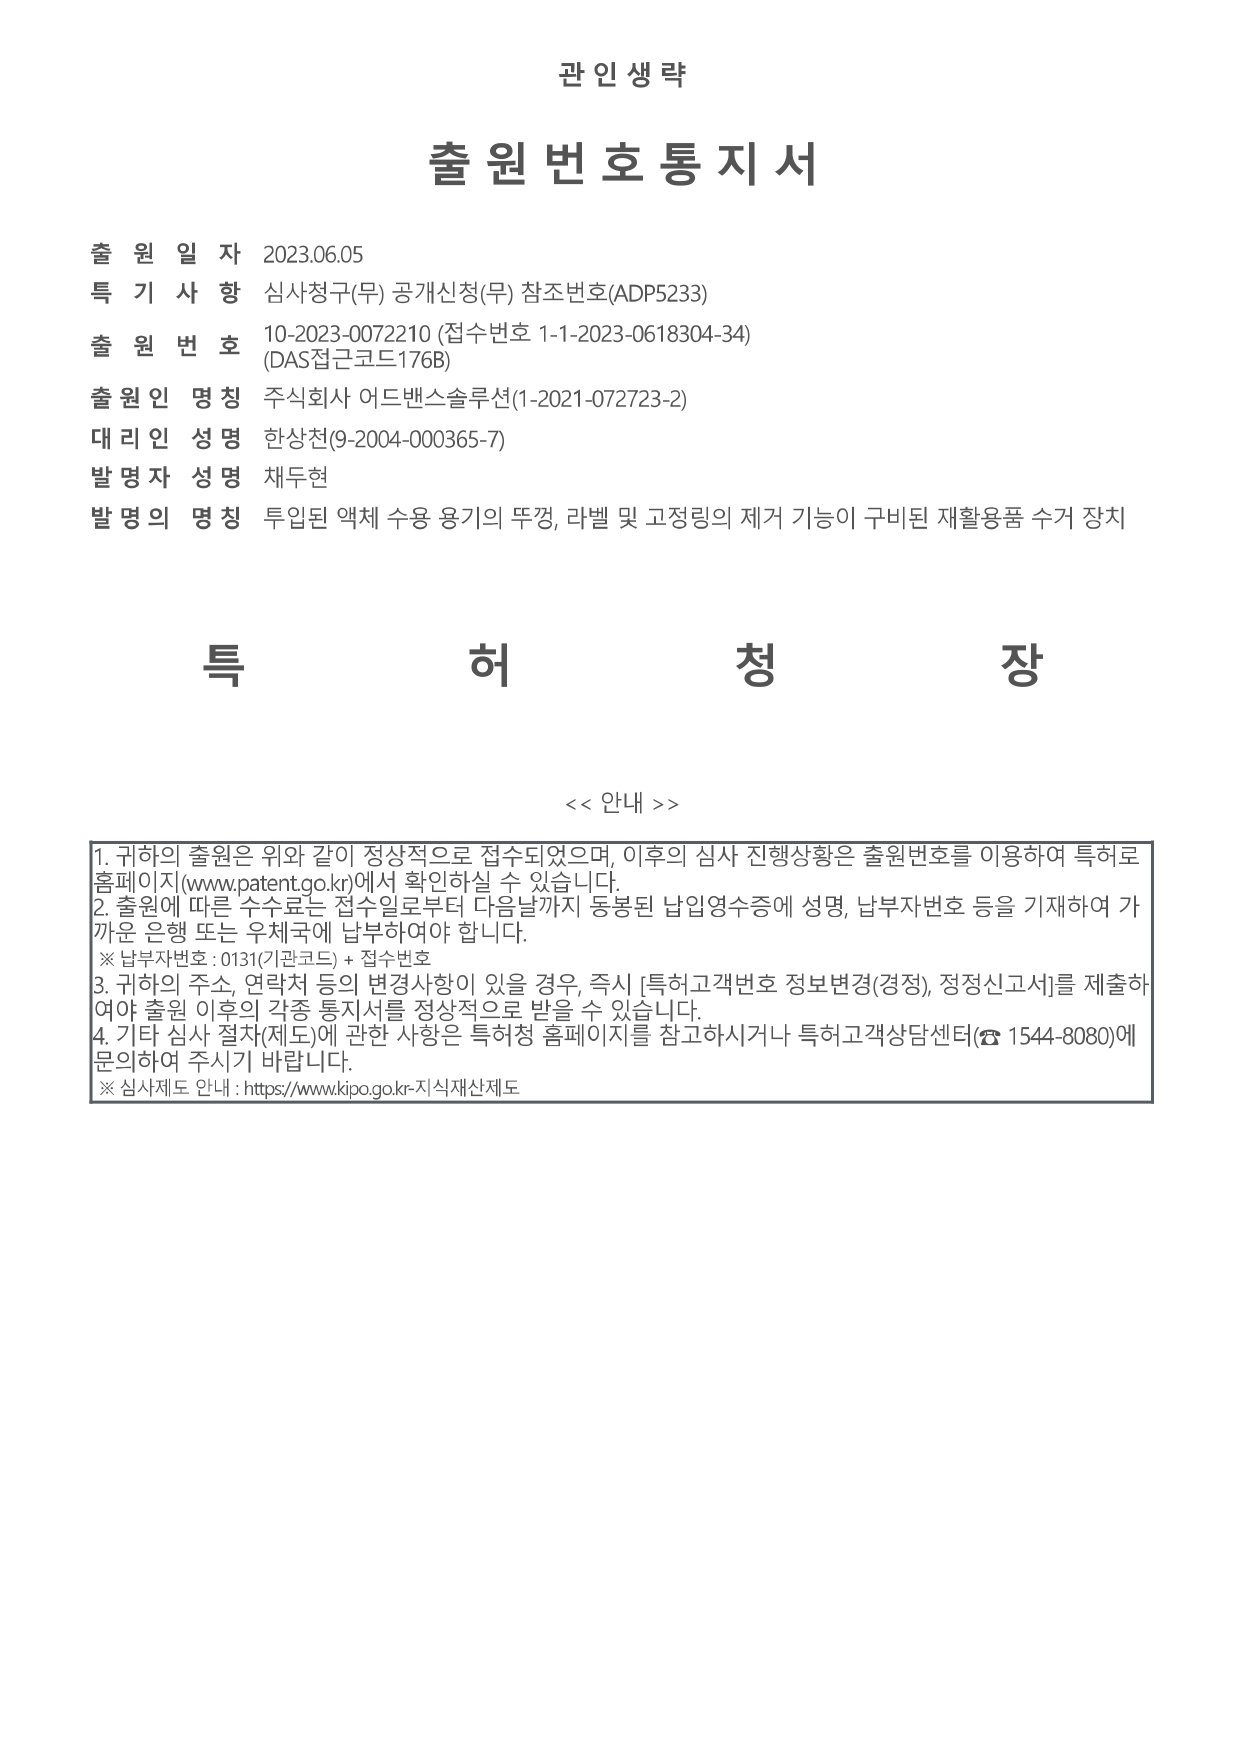 관 인 생 략
출 원 번 호 통 지 서
출 원 일 자 2023.06.05
특 기 사 항 심사청구(무) 공개신청(무) 참조번호(ADP5233)
출 원 번 호 10-2023-0072210 (접수번호 1-1-2023-0618304-34)
(DAS접근코드176B)
출 원 인 명 칭 주식회사 어드밴스솔루션(1-2021-072723-2)
대 리 인 성 명 한상천(9-2004-000365-7)
발 명 자 성 명 채두현
발 명 의 명 칭 투입된 액체 수용 용기의 뚜껑, 라벨 및 고정링의 제거 기능이 구비된 재활용품 수거 장치
특 허 청 장
<< 안내 >>
1. 귀하의 출원은 위와 같이 정상적으로 접수되었으며, 이후의 심사 진행상황은 출원번호를 이용하여 특허로
홈페이지(www.patent.go.kr)에서 확인하실 수 있습니다.
2. 출원에 따른 수수료는 접수일로부터 다음날까지 동봉된 납입영수증에 성명, 납부자번호 등을 기재하여 가
까운 은행 또는 우체국에 납부하여야 합니다.
※ 납부자번호 : 0131(기관코드) + 접수번호
3. 귀하의 주소, 연락처 등의 변경사항이 있을 경우, 즉시 [특허고객번호 정보변경(경정), 정정신고서]를 제출하
여야 출원 이후의 각종 통지서를 정상적으로 받을 수 있습니다.
4. 기타 심사 절차(제도)에 관한 사항은 특허청 홈페이지를 참고하시거나 특허고객상담센터(☎ 1544-8080)에
문의하여 주시기 바랍니다.
※ 심사제도 안내 : https://www.kipo.go.kr-지식재산제도